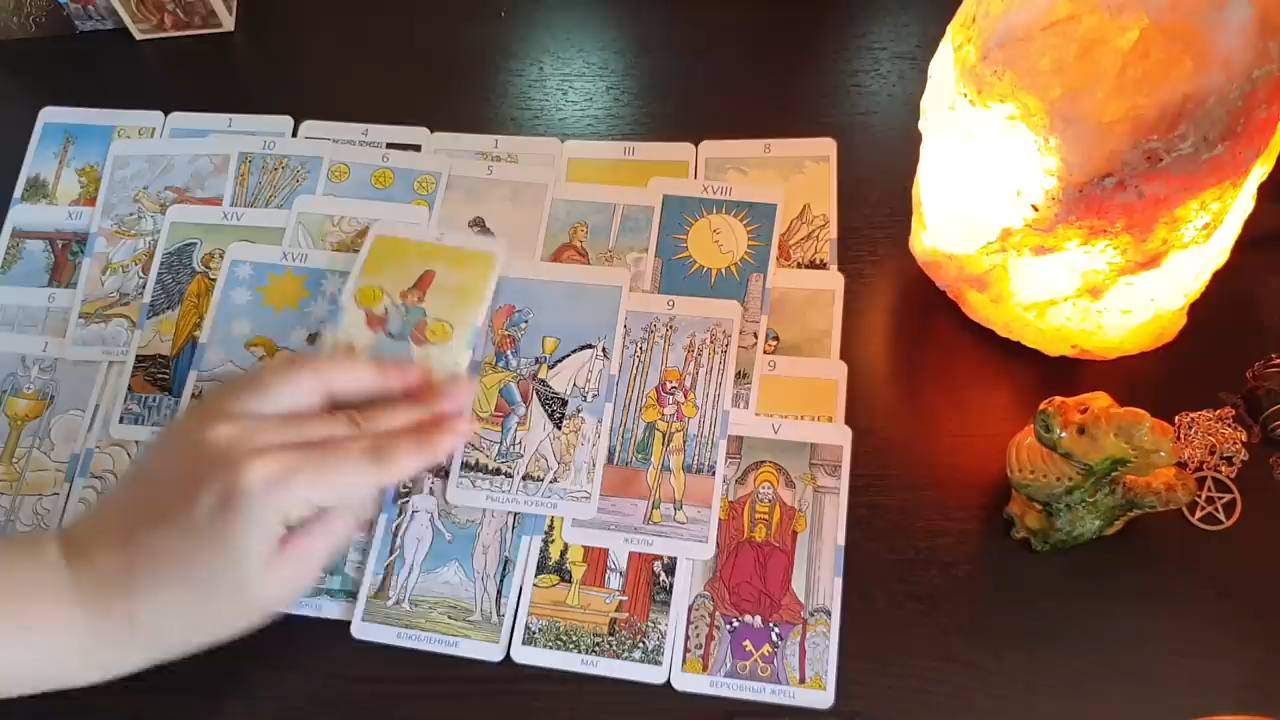 1
4
1
III
8
10
6
5
XVIII
XII
XIV
XVII
9
6
9
1
V
РЫЦАРЬ КУБКОВ
ЖЕЗЛЫ
ВЛЮБЛЕННЫЕ
МАГ
ВЕРХОВНЫЙ ЖРЕЦ